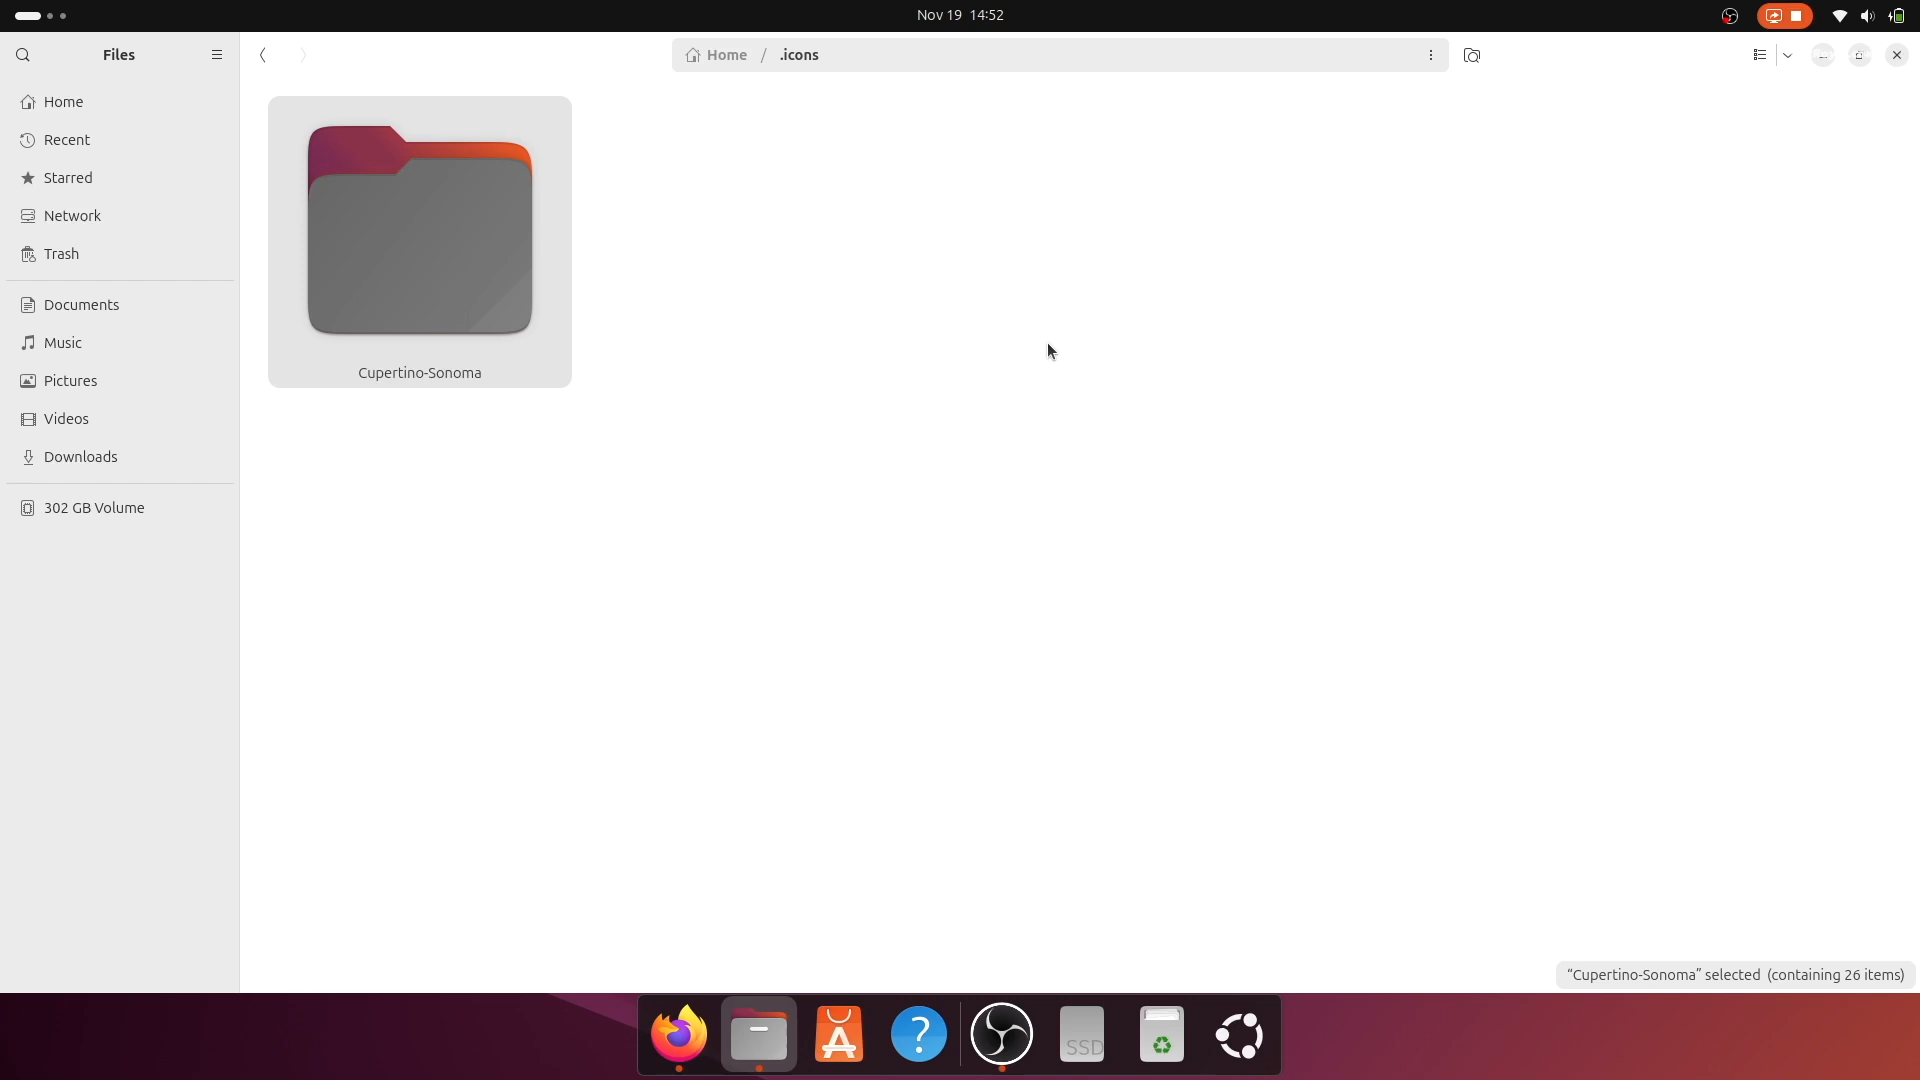 Nov 19 14:52
Files
Home / .icons
Home
Recent
Starred
Network
Trash
Documents
Music
Pictures
Videos
Downloads
302 GB Volume
Cupertino-Sonoma
“Cupertino-Sonoma” selected (containing 26 items)
SSD